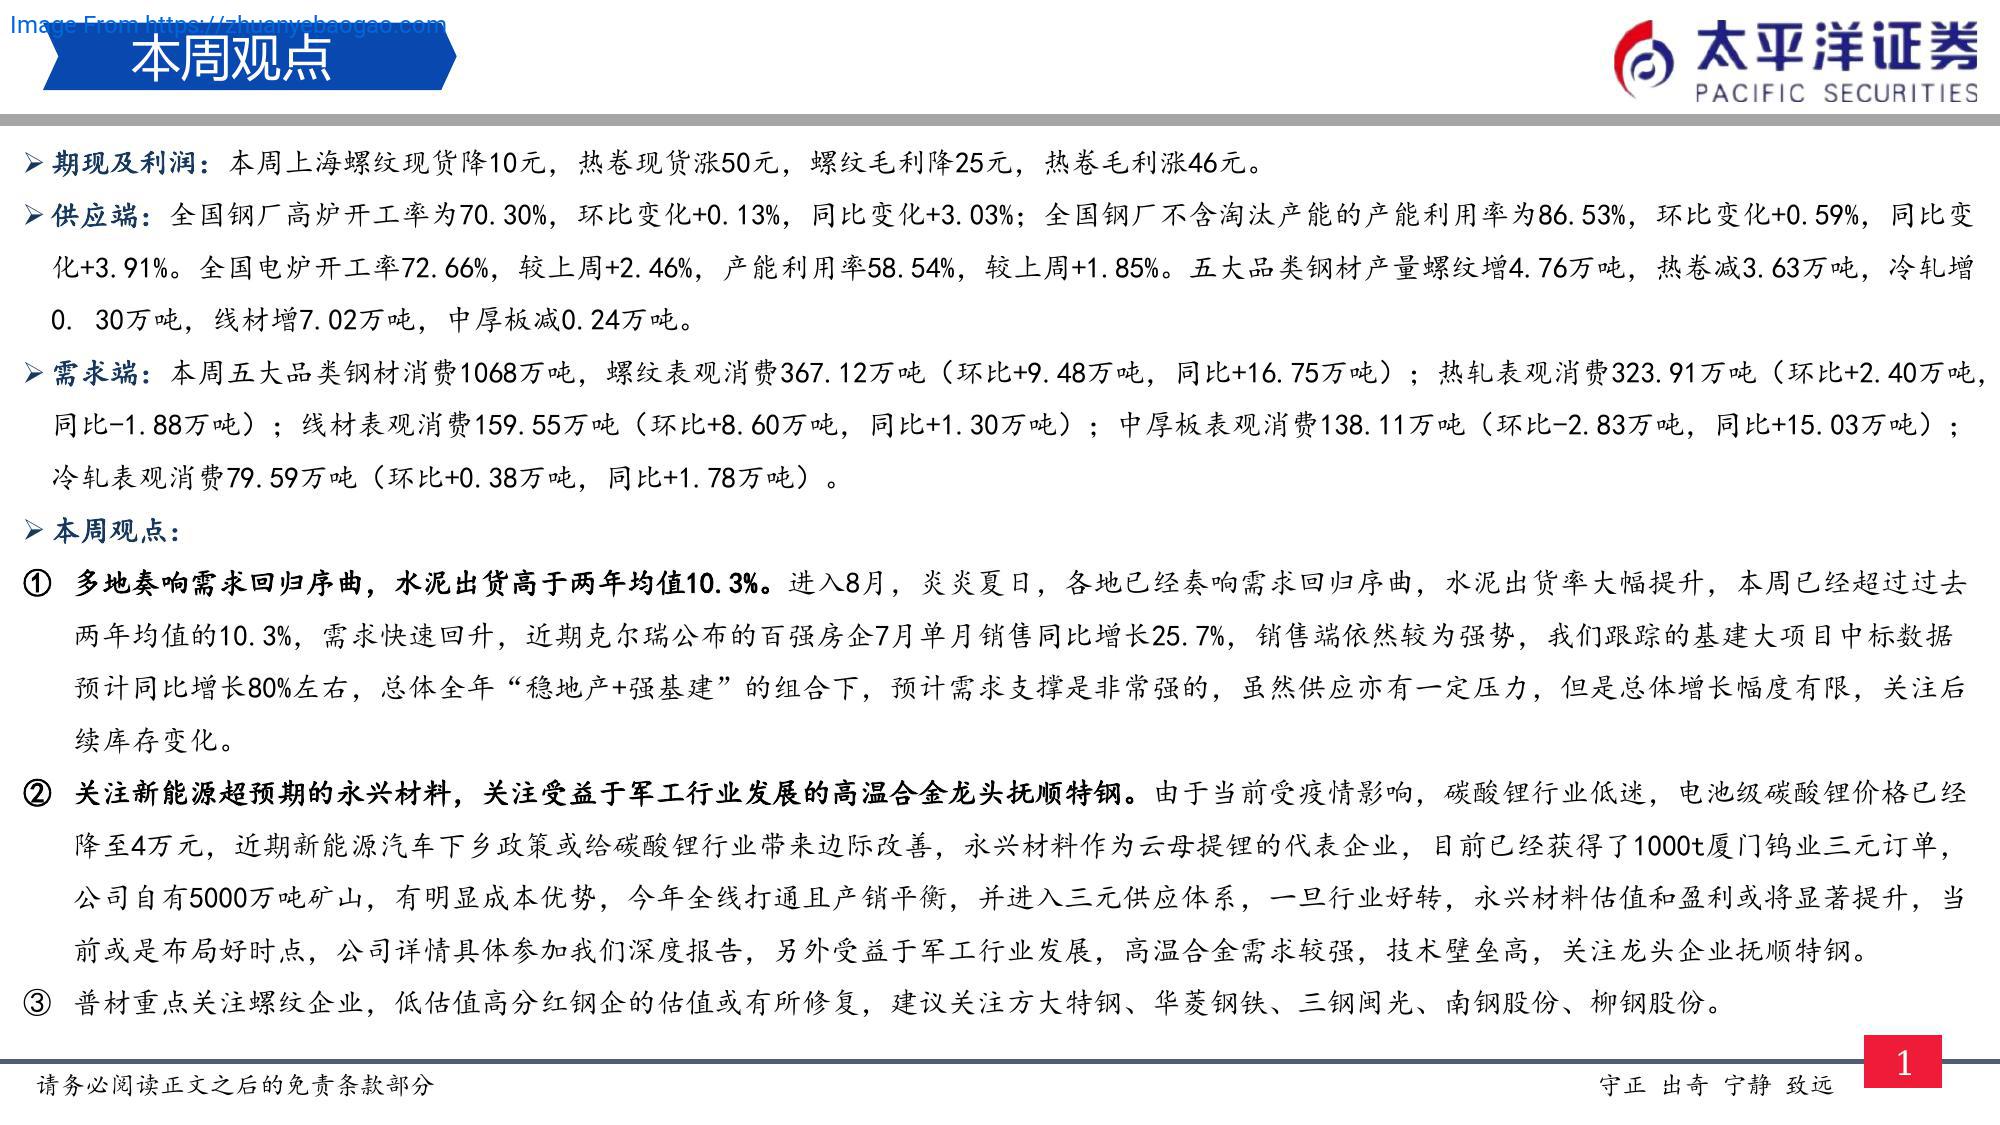 Image From https://zhuanyebaogao.com
本周观点
太平洋证券
PACIFIC SECURITIES
➢ 期现及利润：本周上海螺纹现货降10元，热卷现货涨50元，螺纹毛利降25元，热卷毛利涨46元。
➢ 供应端：全国钢厂高炉开工率为70.30%，环比变化+0.13%，同比变化+3.03%；全国钢厂不含淘汰产能的产能利用率为86.53%，环比变化+0.59%，同比变
化+3.91%。全国电炉开工率72.66%，较上周+2.46%，产能利用率58.54%，较上周+1.85%。五大品类钢材产量螺纹增4.76万吨，热卷减3.63万吨，冷轧增
0. 30万吨，线材增7.02万吨，中厚板减0.24万吨。
➢ 需求端：本周五大品类钢材消费1068万吨，螺纹表观消费367.12万吨（环比+9.48万吨，同比+16.75万吨）；热轧表观消费323.91万吨（环比+2.40万吨，
同比-1.88万吨）；线材表观消费159.55万吨（环比+8.60万吨，同比+1.30万吨）；中厚板表观消费138.11万吨（环比-2.83万吨，同比+15.03万吨）；
冷轧表观消费79.59万吨（环比+0.38万吨，同比+1.78万吨）。
➢ 本周观点：
① 多地奏响需求回归序曲，水泥出货高于两年均值10.3%。进入8月，炎炎夏日，各地已经奏响需求回归序曲，水泥出货率大幅提升，本周已经超过过去
两年均值的10.3%，需求快速回升，近期克尔瑞公布的百强房企7月单月销售同比增长25.7%，销售端依然较为强势，我们跟踪的基建大项目中标数据
预计同比增长80%左右，总体全年“稳地产+强基建”的组合下，预计需求支撑是非常强的，虽然供应亦有一定压力，但是总体增长幅度有限，关注后
续库存变化。
② 关注新能源超预期的永兴材料，关注受益于军工行业发展的高温合金龙头抚顺特钢。由于当前受疫情影响，碳酸锂行业低迷，电池级碳酸锂价格已经
降至4万元，近期新能源汽车下乡政策或给碳酸锂行业带来边际改善，永兴材料作为云母提锂的代表企业，目前已经获得了1000t厦门钨业三元订单，
公司自有5000万吨矿山，有明显成本优势，今年全线打通且产销平衡，并进入三元供应体系，一旦行业好转，永兴材料估值和盈利或将显著提升，当
前或是布局好时点，公司详情具体参加我们深度报告，另外受益于军工行业发展，高温合金需求较强，技术壁垒高，关注龙头企业抚顺特钢。
③ 普材重点关注螺纹企业，低估值高分红钢企的估值或有所修复，建议关注方大特钢、华菱钢铁、三钢闽光、南钢股份、柳钢股份。
请务必阅读正文之后的免责条款部分
守正 出奇 宁静 致远
1